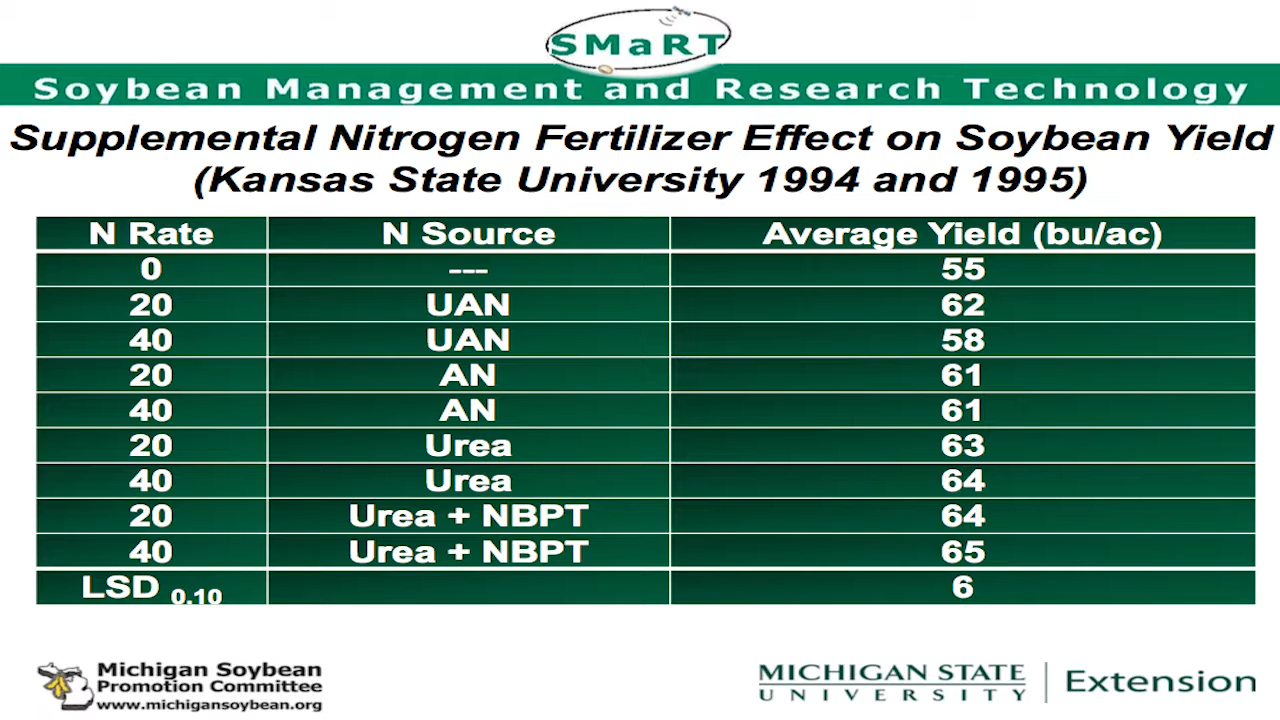 SMaRT
Soybean Management and Research Technology
Supplemental Nitrogen Fertilizer Effect on Soybean Yield
(Kansas State University 1994 and 1995)
N Rate N Source Average Yield (bu/ac)
0 --- 55
20 UAN 62
40 UAN 58
20 AN 61
40 AN 61
20 Urea 63
40 Urea 64
20 Urea + NBPT 64
40 Urea + NBPT 65
LSD 0.10 6
Michigan Soybean
Promotion Committee
www.michigansoybean.org
MICHIGAN STATE
UNIVERSITY
Extension